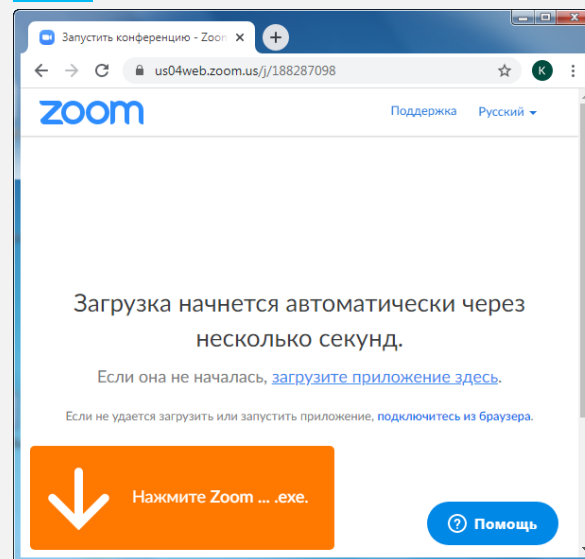 Запустить конференцию - Zoon
us04web.zoom.us/j/188287098
K
zoom
Поддержка Русский
Загрузка начнется автоматически через
несколько секунд.
Если она не началась, загрузите приложение здесь.
Если не удается загрузить или запустить приложение, подключитесь из браузера.
Нажмите Zoom ... .exe.
Помощь